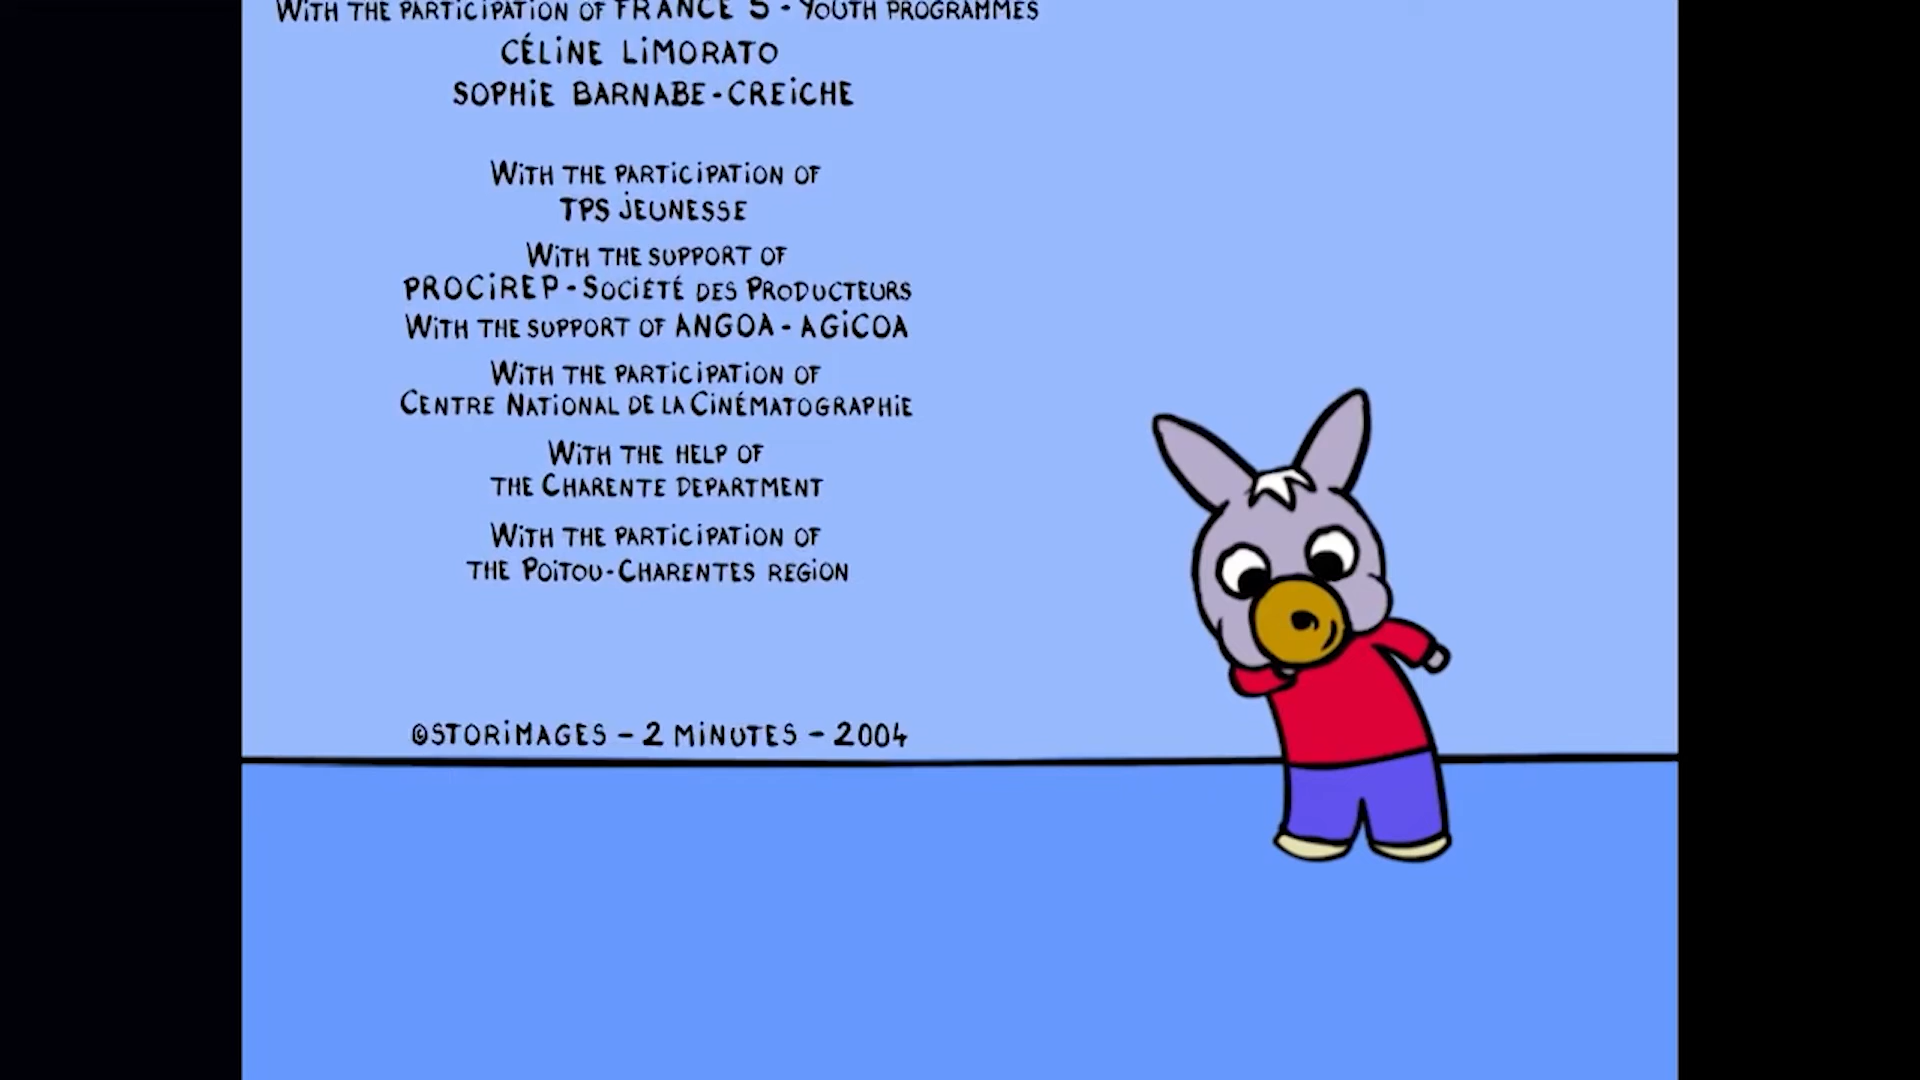 WiTH THE PARTiCiPATiON OF FRANCE 5 - YOUTH PROGRAMMES
CÉLiNE LiMORATO
SOPHiE BARNABE-CREiCHE
WiTH THE PARTiCiPATiON OF
TPS JEUNESSE
WiTH THE SUPPORT OF
PROCiREP - SOCiÉTÉ DES PRODUCTEURS
WiTH THE SUPPORT OF ANGOA - AGiCOA
WiTH THE PARTiCiPATiON OF
CENTRE NATiONAL DE LA CiNÉMATOGRAPHiE
WiTH THE HELP OF
THE CHARENTE DEPARTMENT
WiTH THE PARTiCiPATiON OF
THE POiTOU-CHARENTES REGiON
©STORiMAGES - 2 MiNUTES - 2004